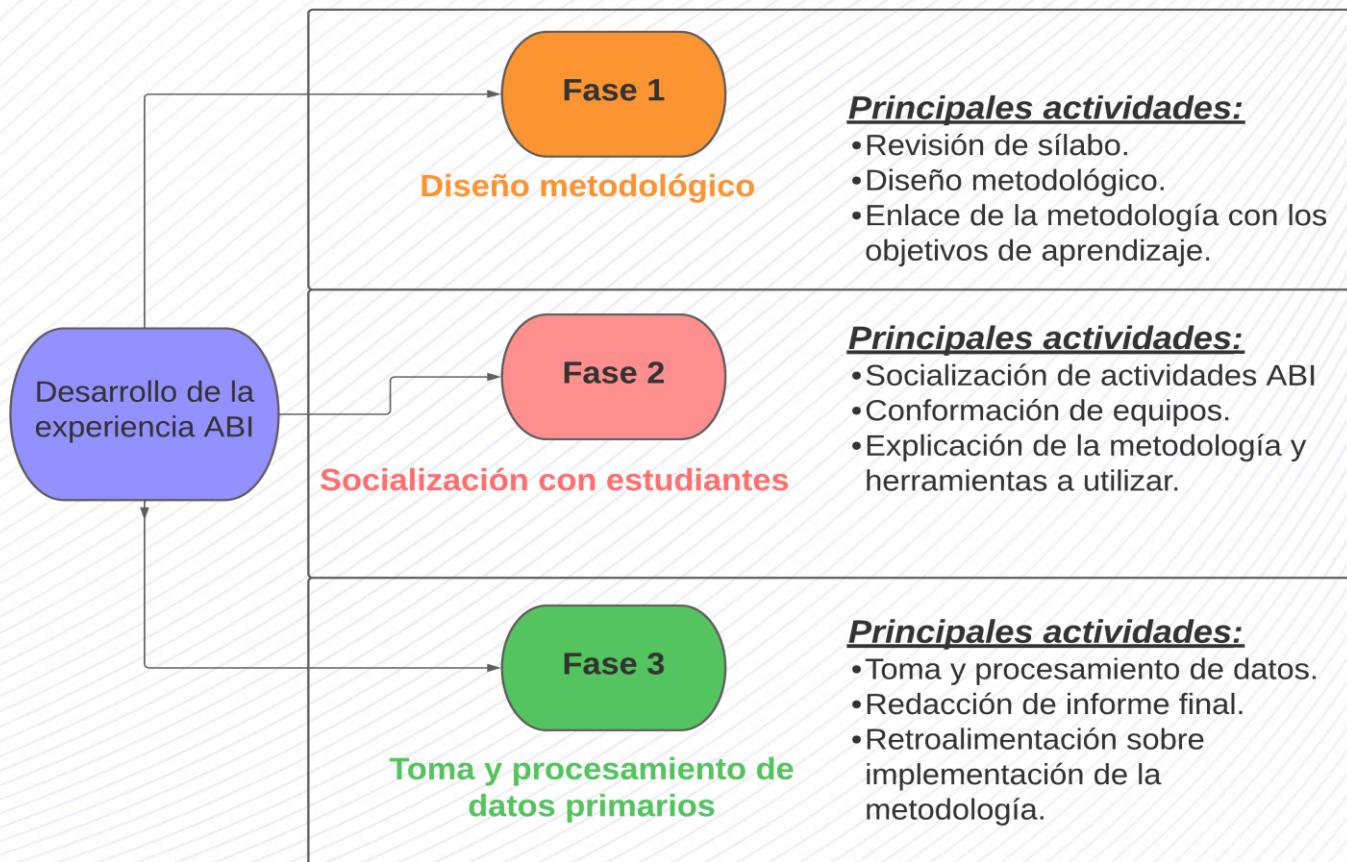 Desarrollo de la
experiencia ABI
Fase 1
Diseño metodológico
Principales actividades:
•Revisión de sílabo.
•Diseño metodológico.
•Enlace de la metodología con los
objetivos de aprendizaje.
Fase 2
Socialización con estudiantes
Principales actividades:
•Socialización de actividades ABI
•Conformación de equipos.
•Explicación de la metodología y
herramientas a utilizar.
Fase 3
Toma y procesamiento de
datos primarios
Principales actividades:
•Toma y procesamiento de datos.
•Redacción de informe final.
•Retroalimentación sobre
implementación de la
metodología.